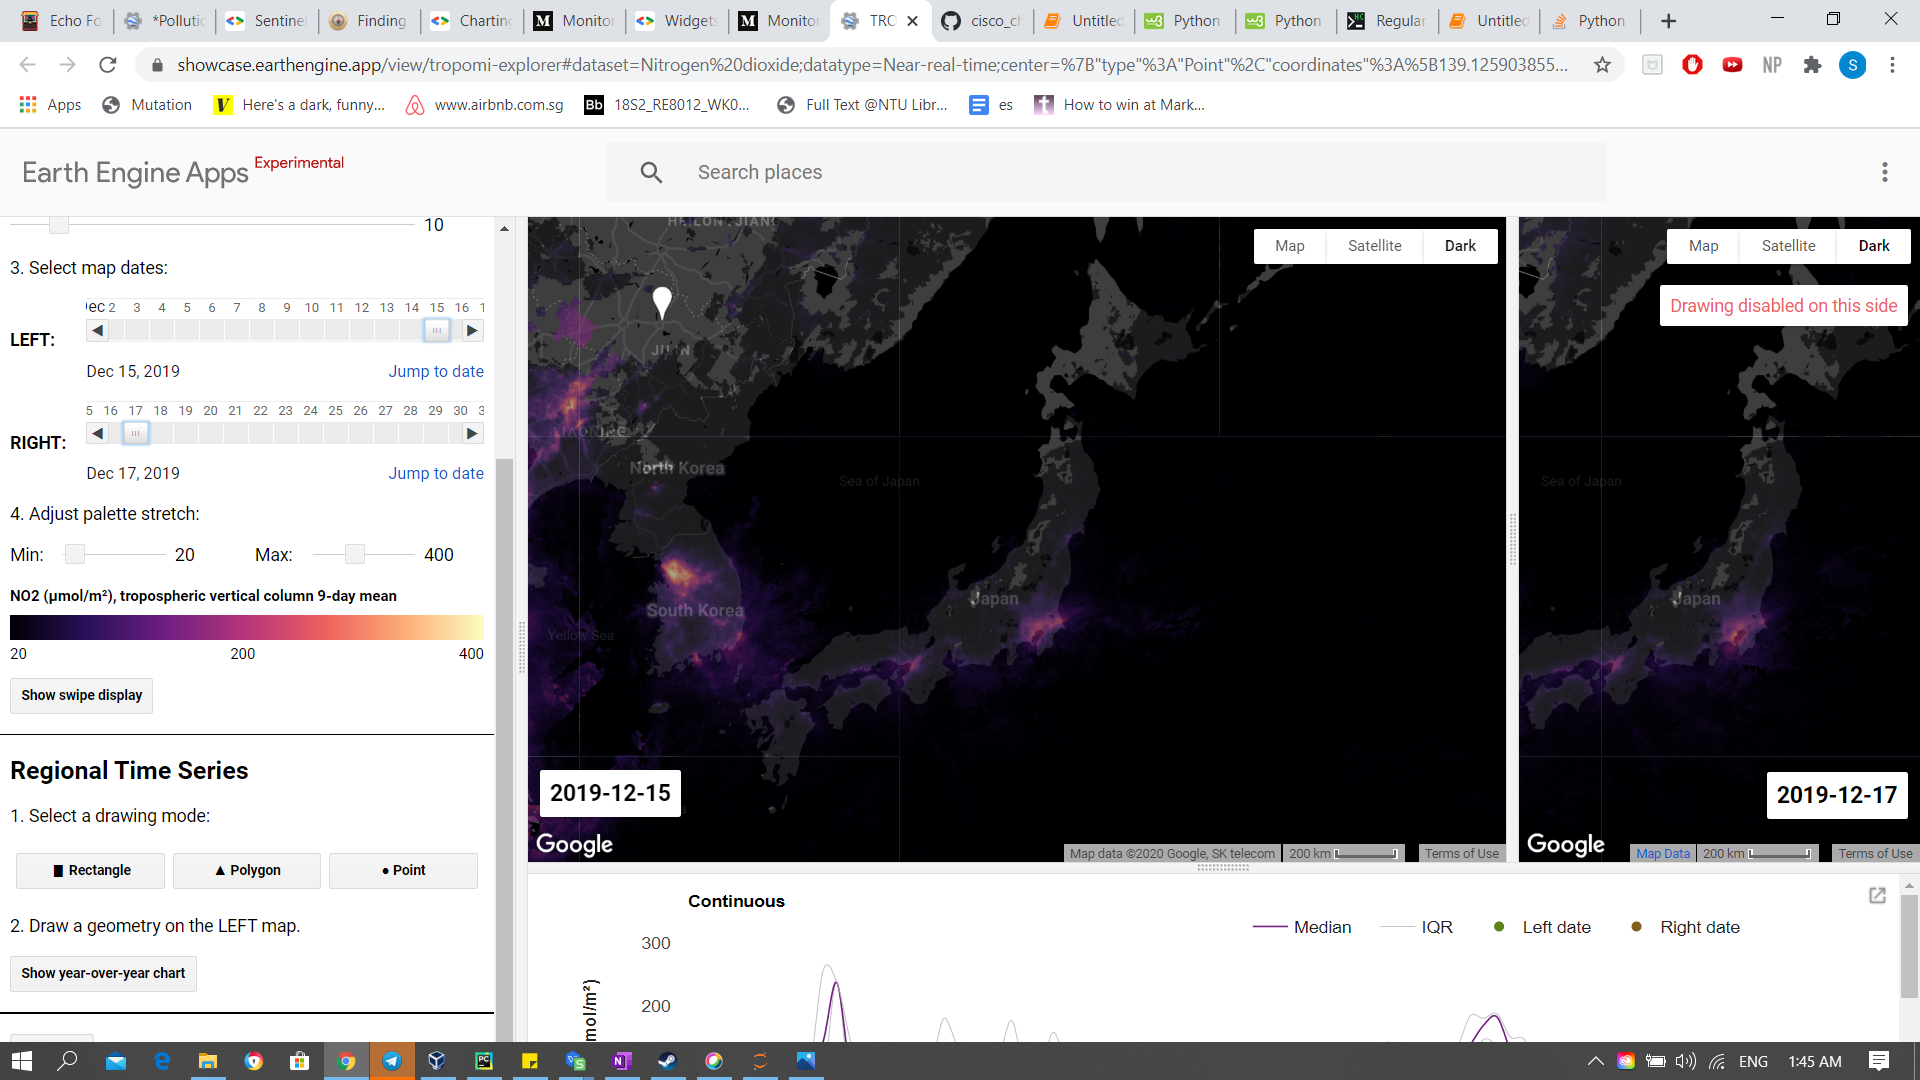 Echo Fo
*Polluti
Sentinel
Finding
Charting
Monitor
Widgets
Monitor
TRO
cisco_ch
Untitled
Python
Python
Regular
Untitled
Python
showcase.earthengine.app/view/tropomi-explorer#dataset=Nitrogen%20dioxide;datatype=Near-real-time;center=%7B"type"%3A"Point"%2C"coordinates"%3A%5B139.125903855...
NP
S
Apps
Mutation
Here's a dark, funny...
www.airbnb.com.sg
Bb 18S2_RE8012_WK0...
Full Text @NTU Libr...
es
How to win at Mark...
Earth Engine Apps Experimental
Search places
10
3. Select map dates:
Dec 2 3 4 5 6 7 8 9 10 11 12 13 14 15 16 1
LEFT:
Dec 15, 2019 Jump to date
5 16 17 18 19 20 21 22 23 24 25 26 27 28 29 30 3
RIGHT:
Dec 17, 2019 Jump to date
4. Adjust palette stretch:
Min: 20 Max: 400
NO2 (µmol/m²), tropospheric vertical column 9-day mean
20 200 400
Show swipe display
Regional Time Series
1. Select a drawing mode:
Rectangle
▲ Polygon
● Point
2. Draw a geometry on the LEFT map.
Show year-over-year chart
HEILONGJIANG
Map Satellite Dark
JILIN
LIAONING
North Korea
Sea of Japan
South Korea
Yellow Sea
Japan
2019-12-15
Google
Map data ©2020 Google, SK telecom
200 km
Terms of Use
Map Satellite Dark
Drawing disabled on this side
Sea of Japan
Japan
2019-12-17
Google
Map Data
200 km
Terms of Use
Continuous
Median IQR Left date Right date
300
200
mol/m²)
ENG
1:45 AM